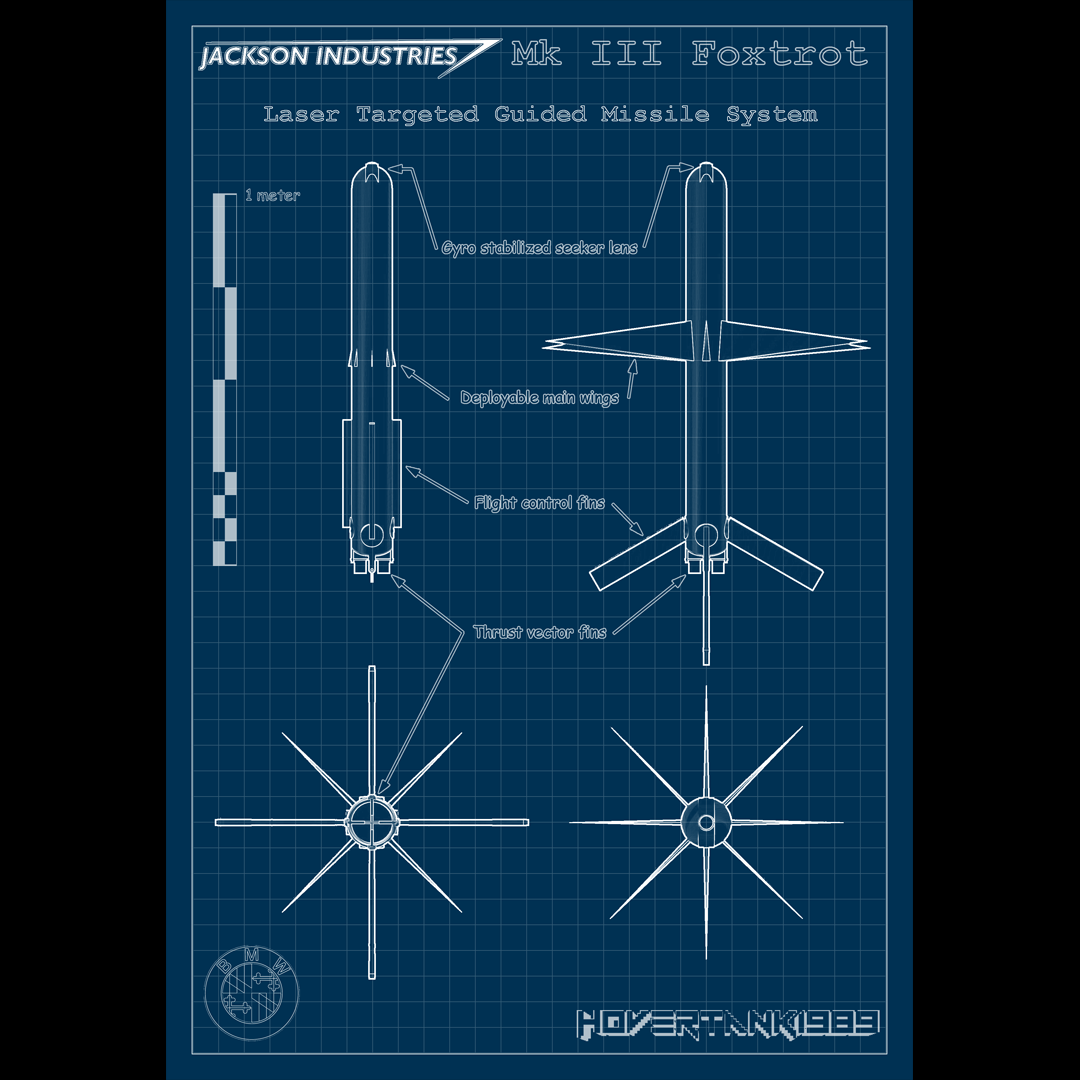 JACKSON INDUSTRIES
Mk III Foxtrot
Laser Targeted Guided Missile System
1 meter
Gyro stabilized seeker lens
Deployable main wings
Flight control fins
Thrust vector fins
BMW
HOVERTANK1989